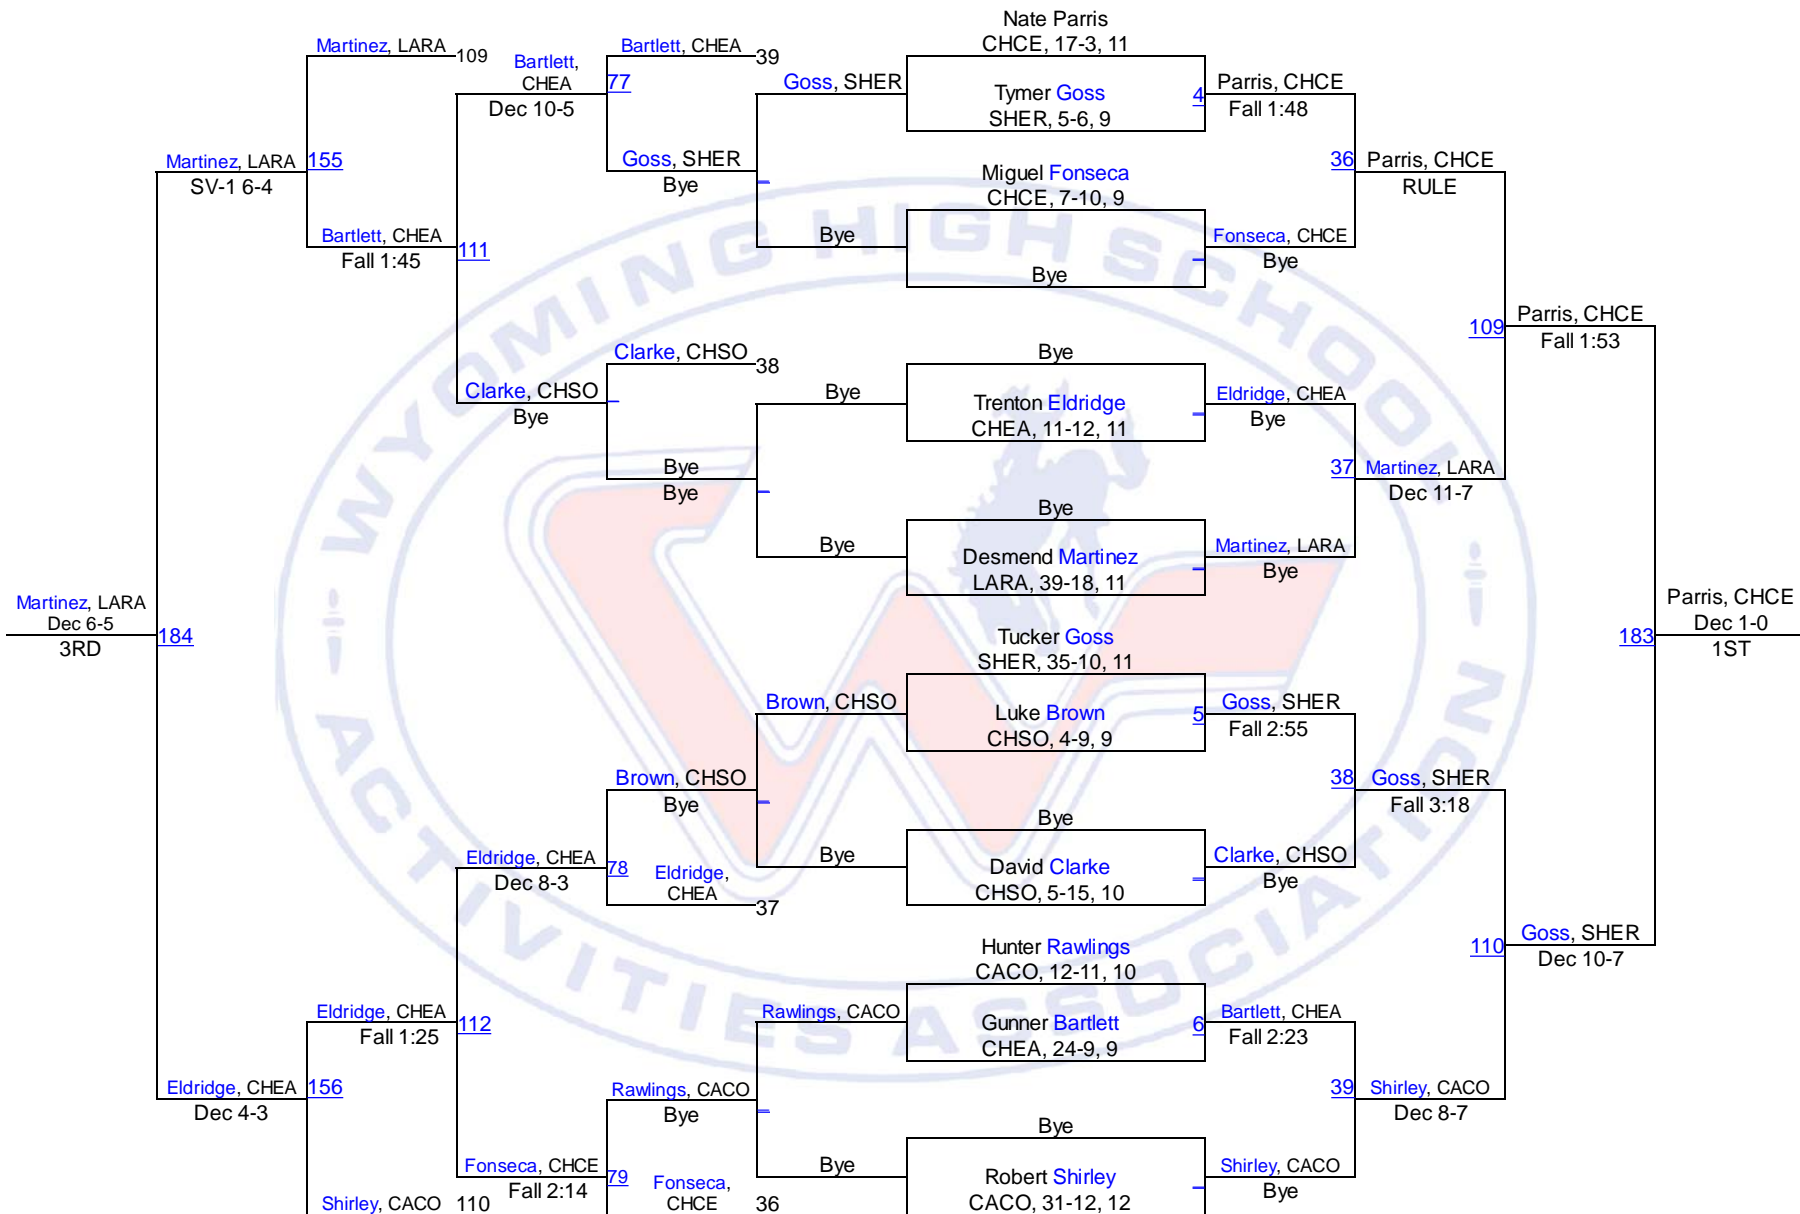 Nate Parris
CHCE, 17-3, 11
Martinez, LARA
109
Bartlett, CHEA
39
Bartlett,
CHEA
77
Dec 10-5
Goss, SHER
Tymer Goss
SHER, 5-6, 9
4
Parris, CHCE
Fall 1:48
Martinez, LARA
155
SV-1 6-4
Goss, SHER
Bye
Miguel Fonseca
CHCE, 7-10, 9
36
Parris, CHCE
RULE
Bartlett, CHEA
Fall 1:45
111
Bye
Bye
Fonseca, CHCE
Bye
109
Parris, CHCE
Fall 1:53
Clarke, CHSO
38
Clarke, CHSO
Bye
Bye
Bye
Trenton Eldridge
CHEA, 11-12, 11
Eldridge, CHEA
Bye
Bye
Bye
37
Martinez, LARA
Dec 11-7
Bye
Bye
Desmend Martinez
LARA, 39-18, 11
Martinez, LARA
Bye
Martinez, LARA
Dec 6-5
3RD
184
183
Parris, CHCE
Dec 1-0
1ST
Tucker Goss
SHER, 35-10, 11
Brown, CHSO
Luke Brown
CHSO, 4-9, 9
5
Goss, SHER
Fall 2:55
Brown, CHSO
Bye
38
Goss, SHER
Fall 3:18
Eldridge, CHEA
Dec 8-3
78
Eldridge,
CHEA
37
Bye
Bye
David Clarke
CHSO, 5-15, 10
Clarke, CHSO
Bye
110
Goss, SHER
Dec 10-7
Hunter Rawlings
CACO, 12-11, 10
Eldridge, CHEA
Fall 1:25
112
Rawlings, CACO
Gunner Bartlett
CHEA, 24-9, 9
6
Bartlett, CHEA
Fall 2:23
Eldridge, CHEA
Dec 4-3
156
Rawlings, CACO
Bye
39
Shirley, CACO
Dec 8-7
Fonseca, CHCE
Fall 2:14
79
Fonseca,
CHCE
36
Bye
Bye
Robert Shirley
CACO, 31-12, 12
Shirley, CACO
Bye
Shirley, CACO
110
WYOMING HIGH SCHOOL
ACTIVITIES ASSOCIATION
W